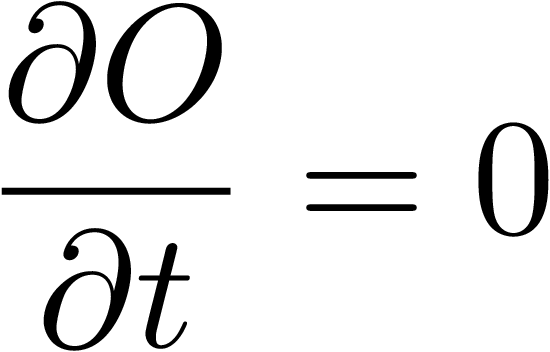 ∂O/∂t = 0